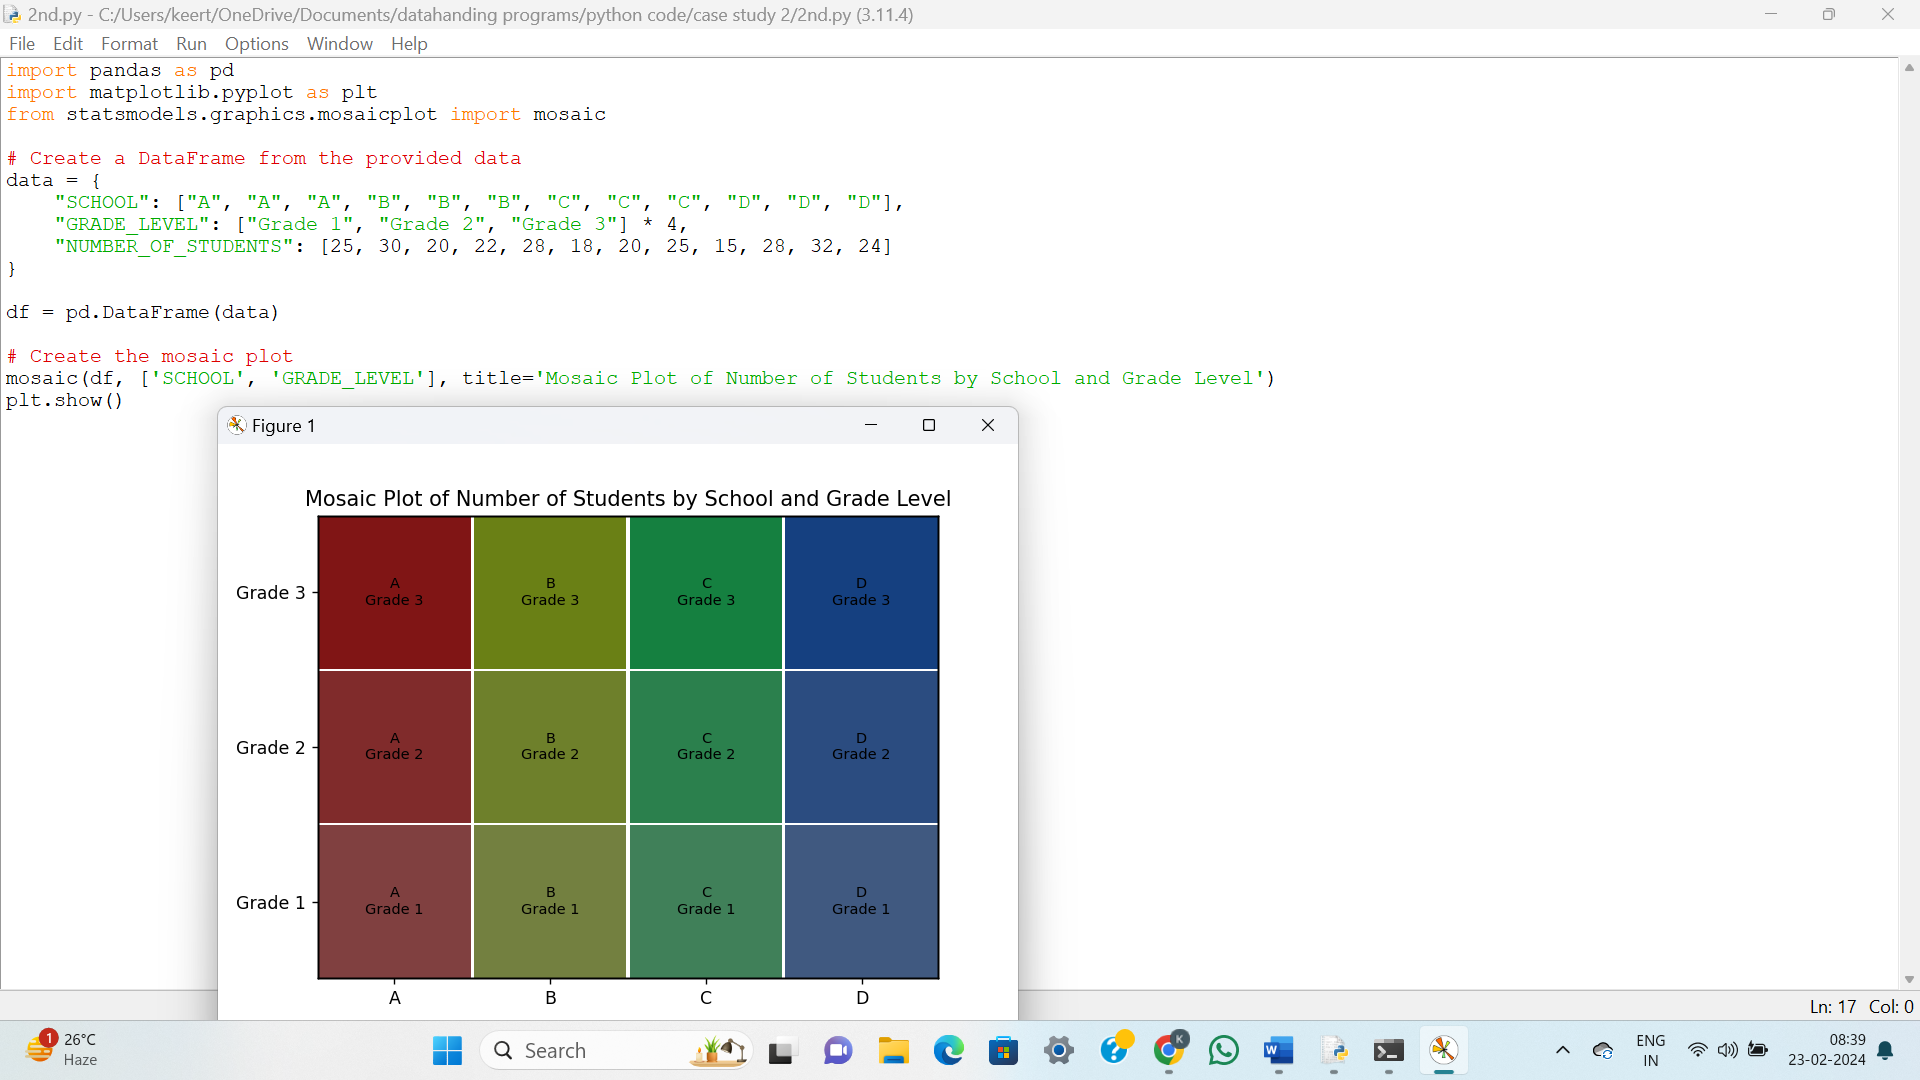 2nd.py - C:/Users/keert/OneDrive/Documents/datahanding programs/python code/case study 2/2nd.py (3.11.4)
File Edit Format Run Options Window Help
import pandas as pd
import matplotlib.pyplot as plt
from statsmodels.graphics.mosaicplot import mosaic
# Create a DataFrame from the provided data
data = {
    "SCHOOL": ["A", "A", "A", "B", "B", "B", "C", "C", "C", "D", "D", "D"],
    "GRADE_LEVEL": ["Grade 1", "Grade 2", "Grade 3"] * 4,
    "NUMBER_OF_STUDENTS": [25, 30, 20, 22, 28, 18, 20, 25, 15, 28, 32, 24]
}
df = pd.DataFrame(data)
# Create the mosaic plot
mosaic(df, ['SCHOOL', 'GRADE_LEVEL'], title='Mosaic Plot of Number of Students by School and Grade Level')
plt.show()
Figure 1
Mosaic Plot of Number of Students by School and Grade Level
Grade 3
A B C D
Grade 3 Grade 3 Grade 3 Grade 3
Grade 2
A B C D
Grade 2 Grade 2 Grade 2 Grade 2
Grade 1
A B C D
Grade 1 Grade 1 Grade 1 Grade 1
A B C D
Ln: 17 Col: 0
1
26°C
Haze
Search
K
W
ENG
IN
08:39
23-02-2024